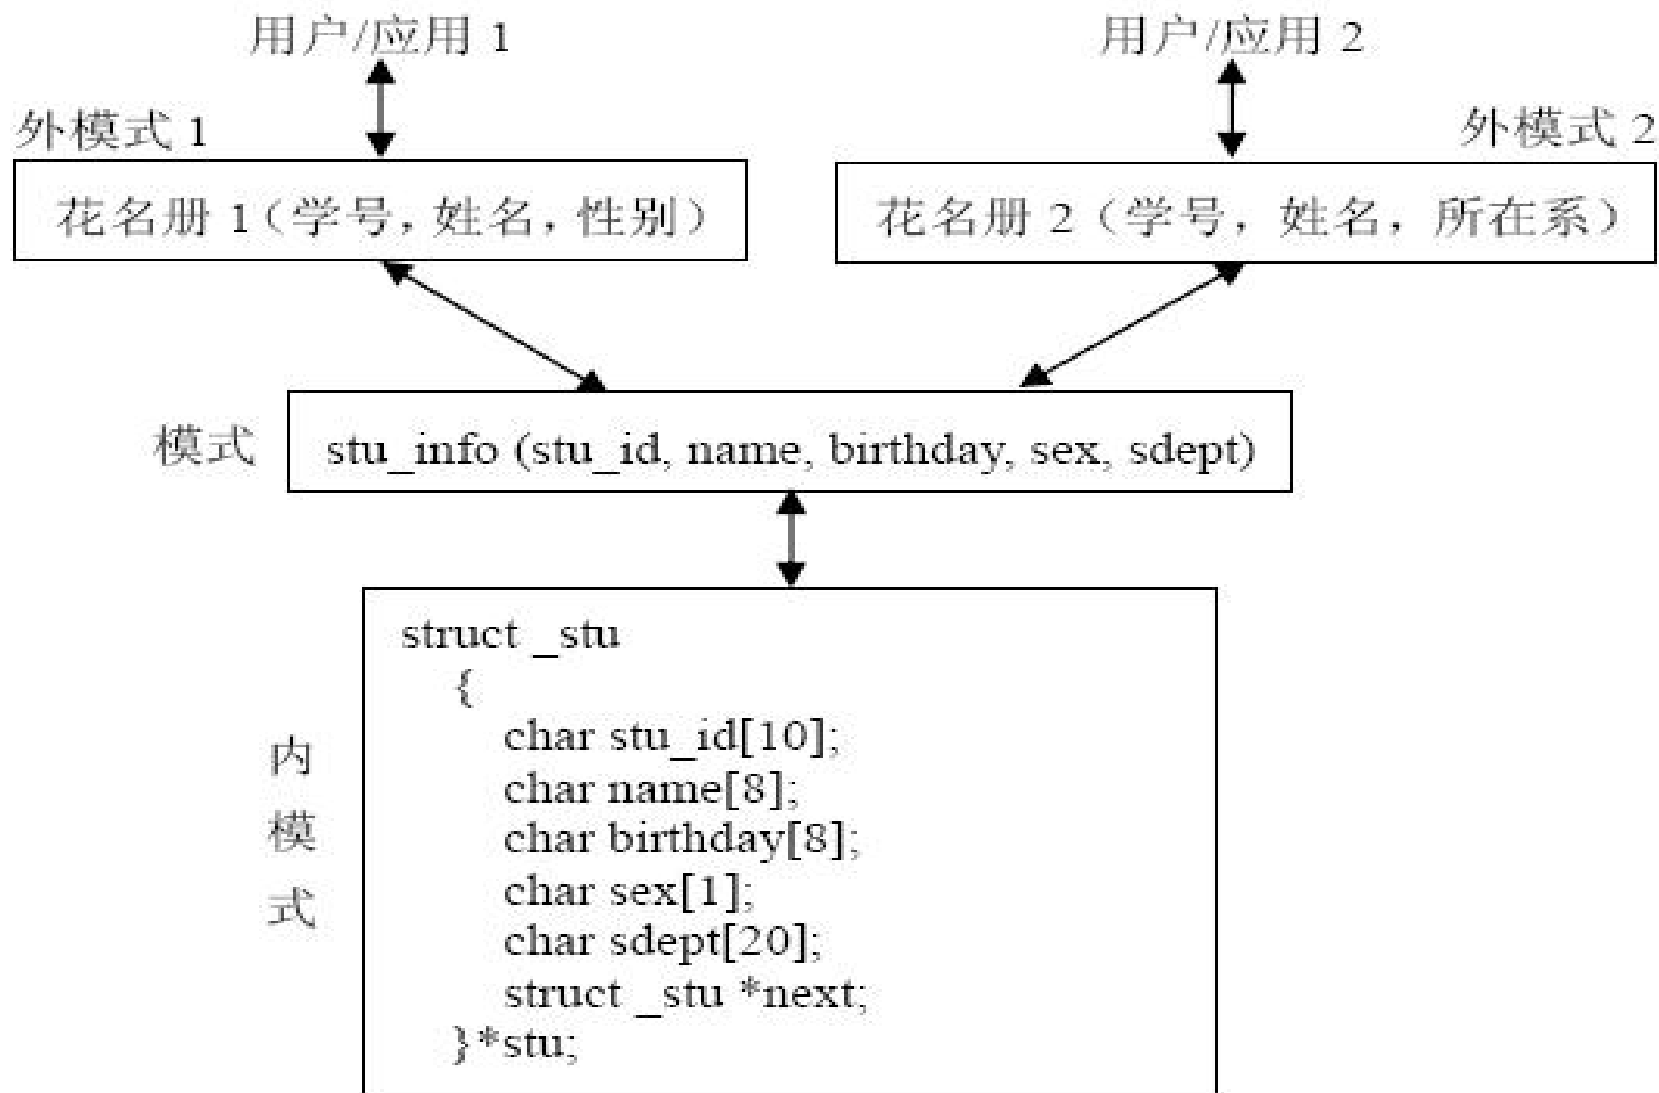 用户/应用 1
用户/应用 2
外模式 1
外模式 2
花名册 1（学号，姓名，性别）
花名册 2（学号，姓名，所在系）
模式
stu_info (stu_id, name, birthday, sex, sdept)
内模式
struct _stu
{
char stu_id[10];
char name[8];
char birthday[8];
char sex[1];
char sdept[20];
struct _stu *next;
}*stu;